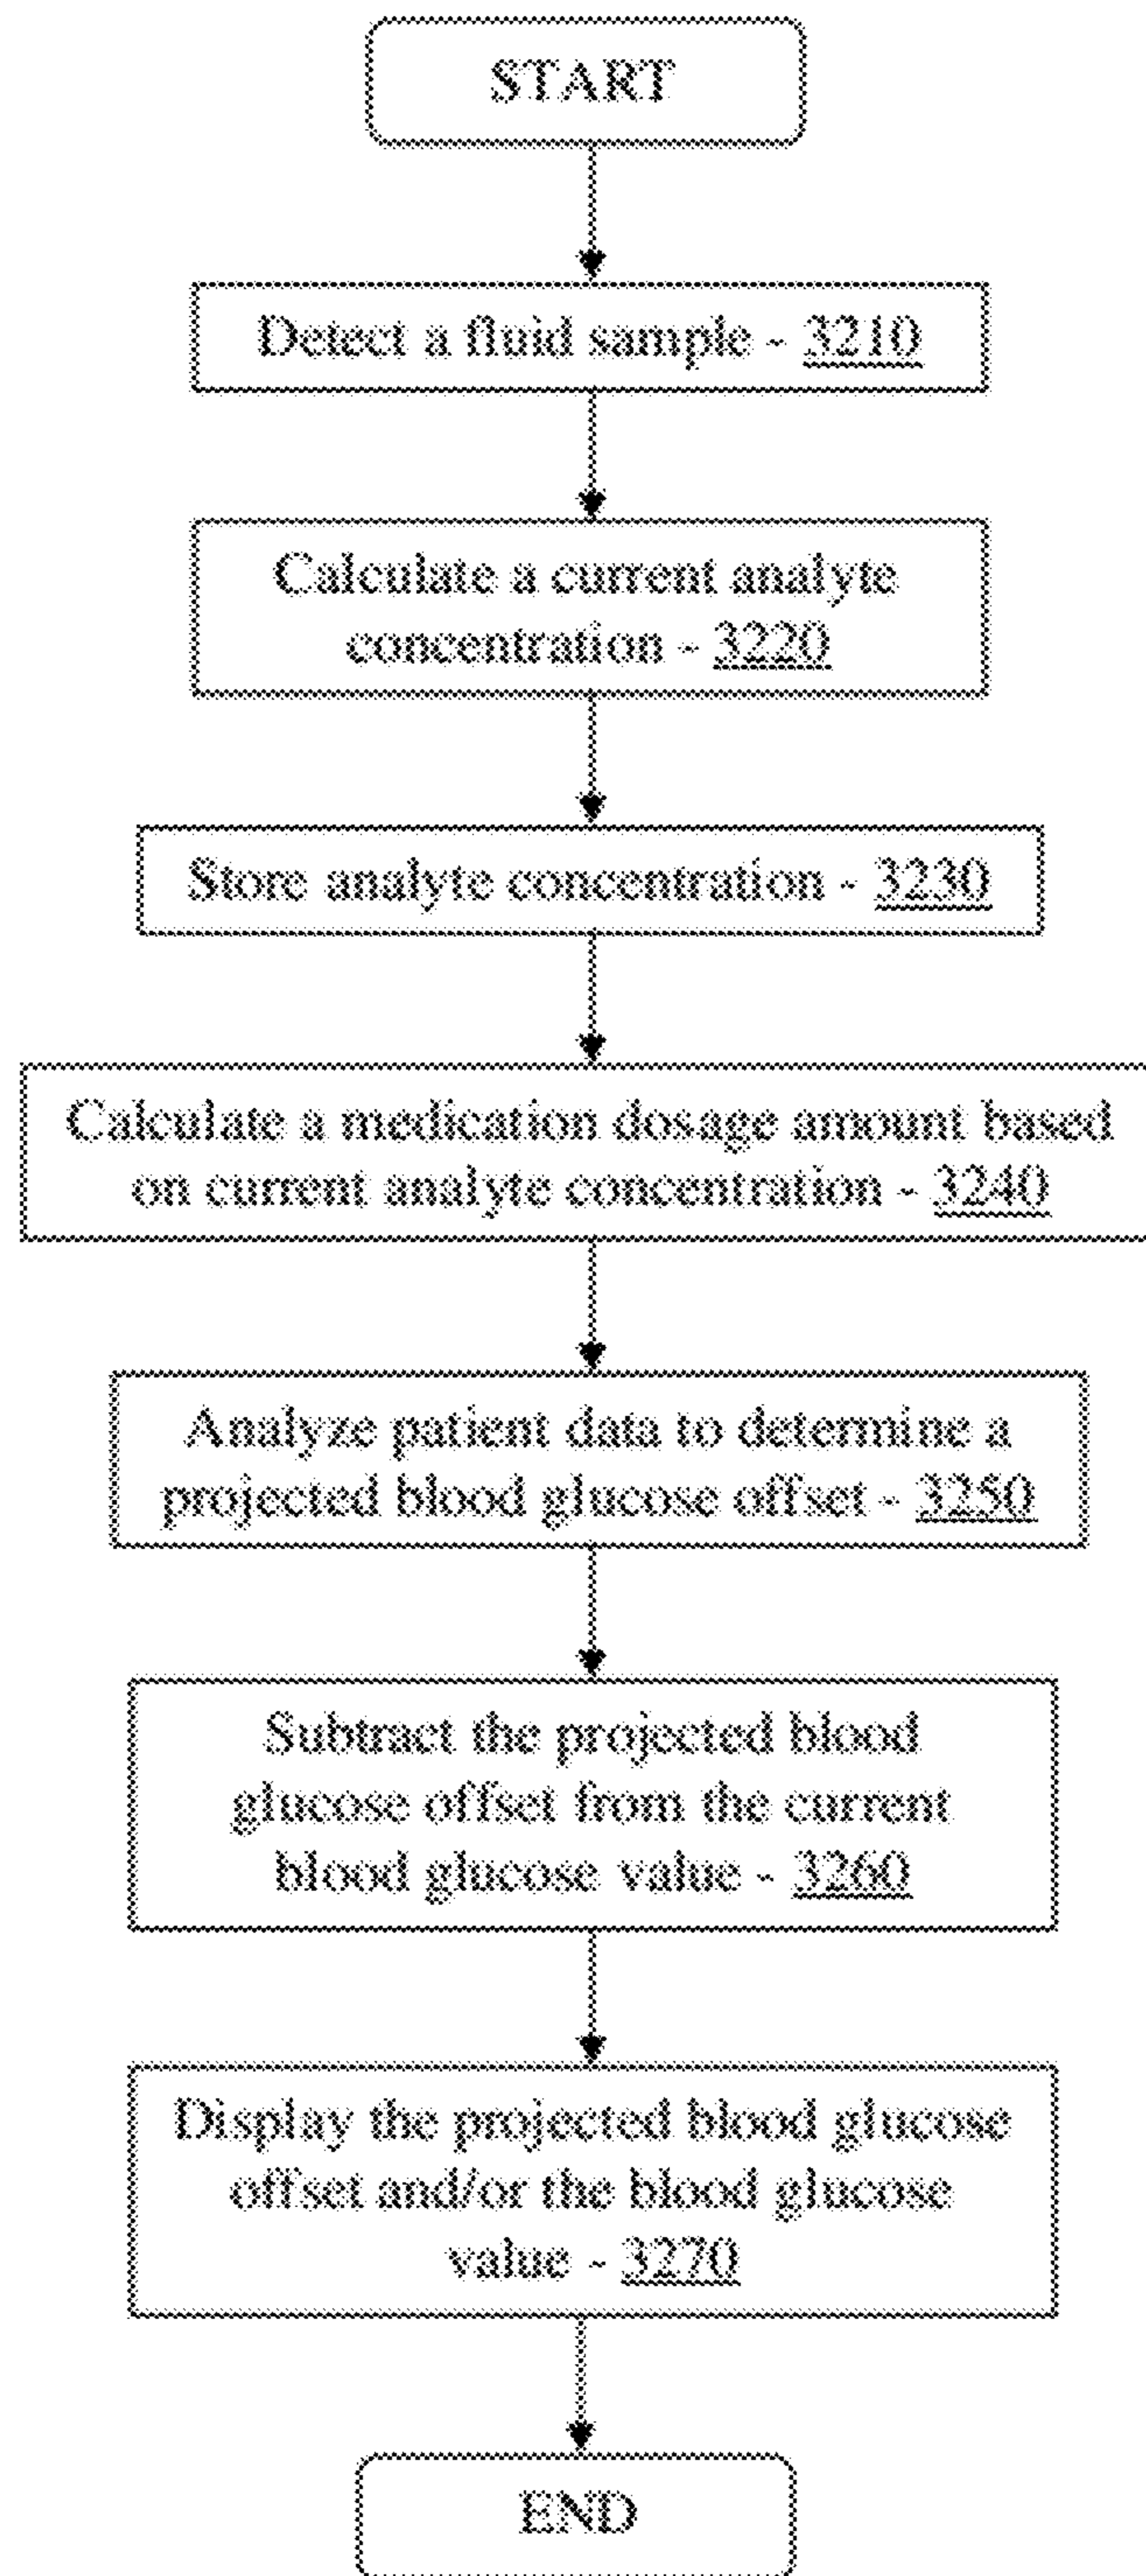 START
Detect a fluid sample - 3210
Calculate a current analyte
concentration - 3220
Store analyte concentration - 3230
Calculate a medication dosage amount based
on current analyte concentration - 3240
Analyze patient data to determine a
projected blood glucose offset - 3250
Subtract the projected blood
glucose offset from the current
blood glucose value - 3260
Display the projected blood glucose
offset and/or the blood glucose
value - 3270
END